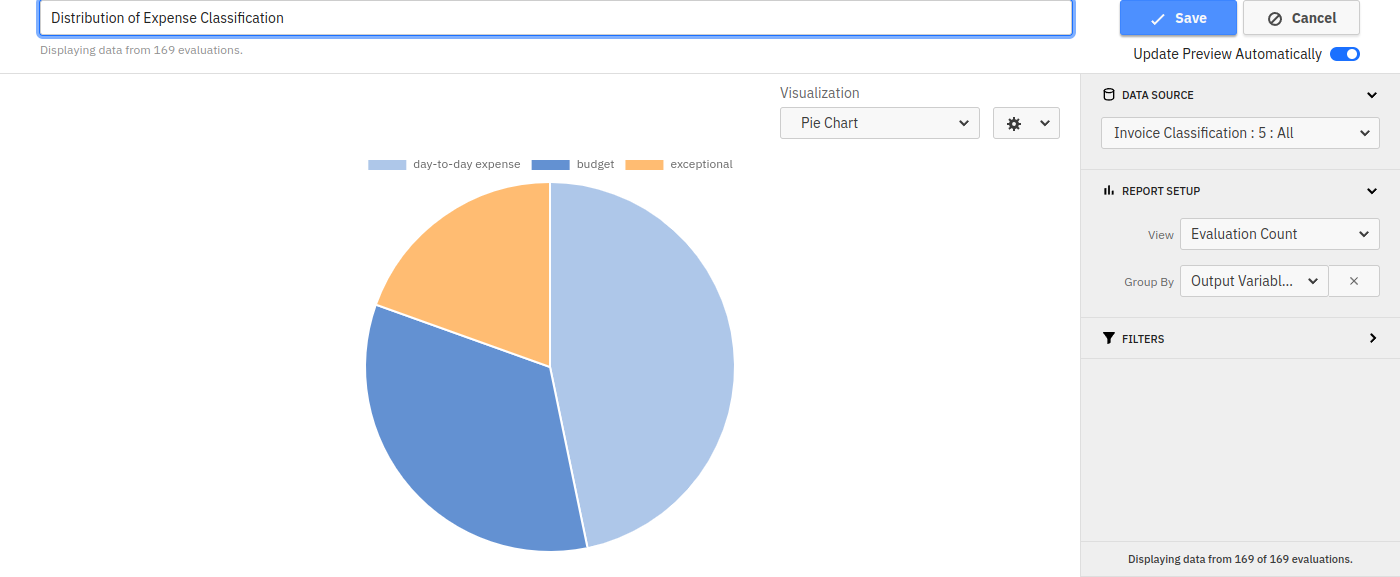 Distribution of Expense Classification
Save
Cancel
Displaying data from 169 evaluations.
Update Preview Automatically
Visualization
Pie Chart
day-to-day expense budget exceptional
DATA SOURCE
Invoice Classification : 5 : All
REPORT SETUP
View Evaluation Count
Group By Output Variabl... ×
FILTERS
Displaying data from 169 of 169 evaluations.